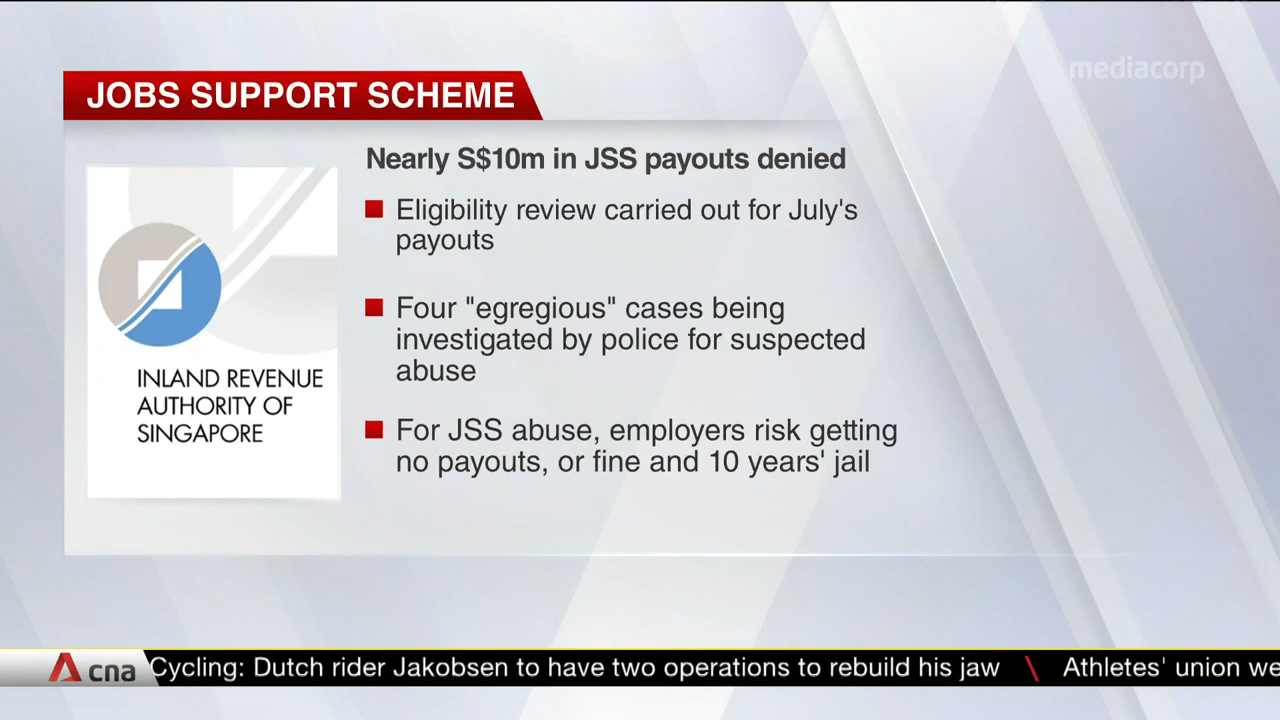 mediacorp
JOBS SUPPORT SCHEME
Nearly S$10m in JSS payouts denied
Eligibility review carried out for July's
payouts
Four "egregious" cases being
investigated by police for suspected
abuse
For JSS abuse, employers risk getting
no payouts, or fine and 10 years' jail
INLAND REVENUE
AUTHORITY OF
SINGAPORE
cna
Cycling: Dutch rider Jakobsen to have two operations to rebuild his jaw \ Athletes' union we